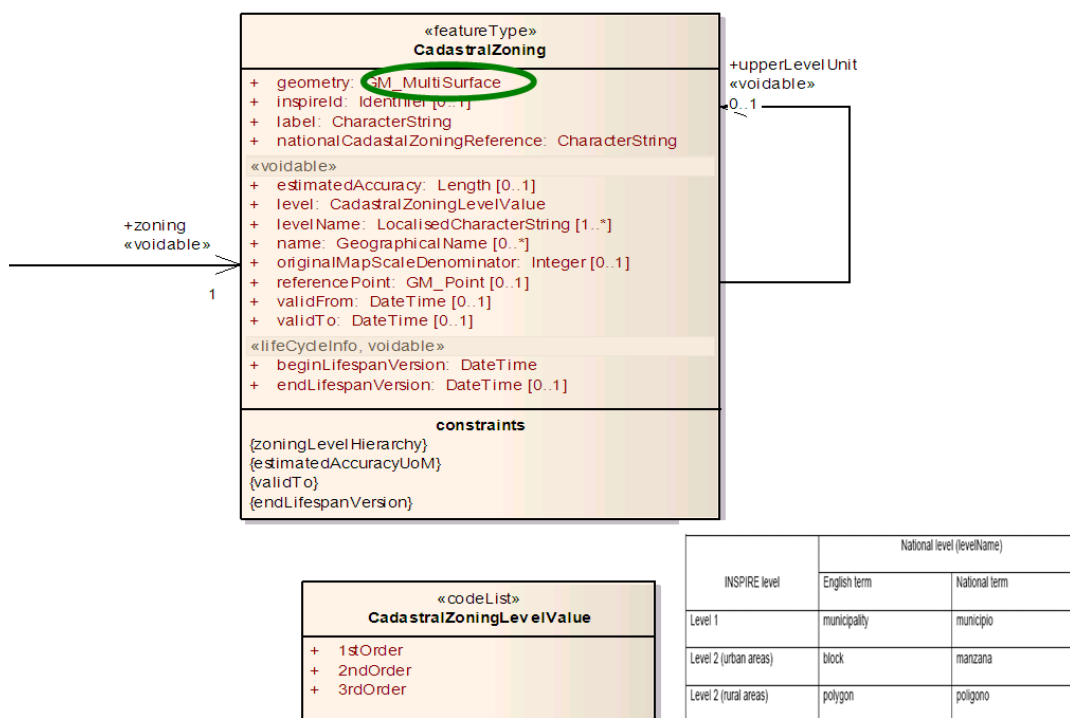 «featureType»
CadastralZoning
+ geometry: GM_MultiSurface
+ inspireId: Identifier [0..1]
+ label: CharacterString
+ nationalCadastalZoningReference: CharacterString
«voidable»
+ estimatedAccuracy: Length [0..1]
+ level: CadastralZoningLevelValue
+ levelName: LocalisedCharacterString [1..*]
+ name: GeographicalName [0..*]
+ originalMapScaleDenominator: Integer [0..1]
+ referencePoint: GM_Point [0..1]
+ validFrom: DateTime [0..1]
+ validTo: DateTime [0..1]
«lifeCycleInfo, voidable»
+ beginLifespanVersion: DateTime
+ endLifespanVersion: DateTime [0..1]
constraints
{zoningLevelHierarchy}
{estimatedAccuracyUoM}
{validTo}
{endLifespanVersion}
+upperLevelUnit
«voidable»
0..1
+zoning
«voidable»
1
«codeList»
CadastralZoningLevelValue
+ 1stOrder
+ 2ndOrder
+ 3rdOrder
National level (levelName)
INSPIRE level English term National term
Level 1 municipality municipio
Level 2 (urban areas) block manzana
Level 2 (rural areas) polygon poligono